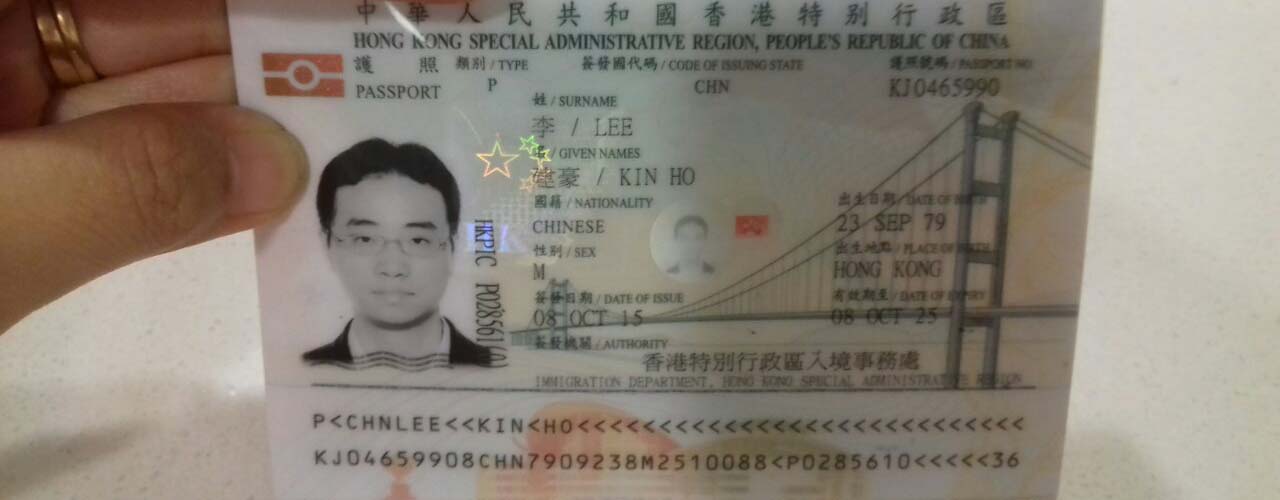 中華人民共和國香港特別行政區
HONG KONG SPECIAL ADMINISTRATIVE REGION, PEOPLE'S REPUBLIC OF CHINA
護照 類別 / TYPE 簽發國代碼 / CODE OF ISSUING STATE 護照號碼 / PASSPORT NO.
PASSPORT P CHN KJ0465990
姓 / SURNAME
李 / LEE
名 / GIVEN NAMES
建豪 / KIN HO
國籍 / NATIONALITY 出生日期 / DATE OF BIRTH
CHINESE 23 SEP 79
性別 / SEX 出生地點 / PLACE OF BIRTH
M HONG KONG
簽發日期 / DATE OF ISSUE 有效期至 / DATE OF EXPIRY
08 OCT 15 08 OCT 25
簽發機關 / AUTHORITY
香港特別行政區入境事務處
IMMIGRATION DEPARTMENT, HONG KONG SPECIAL ADMINISTRATIVE REGION
HKPIC P028561(0)
P<CHNLEE<<KIN<HO<<<<<<<<<<<<<<<<<<<<<<<<<<<<
KJ04659908CHN7909238M2510088<P0285610<<<<<36